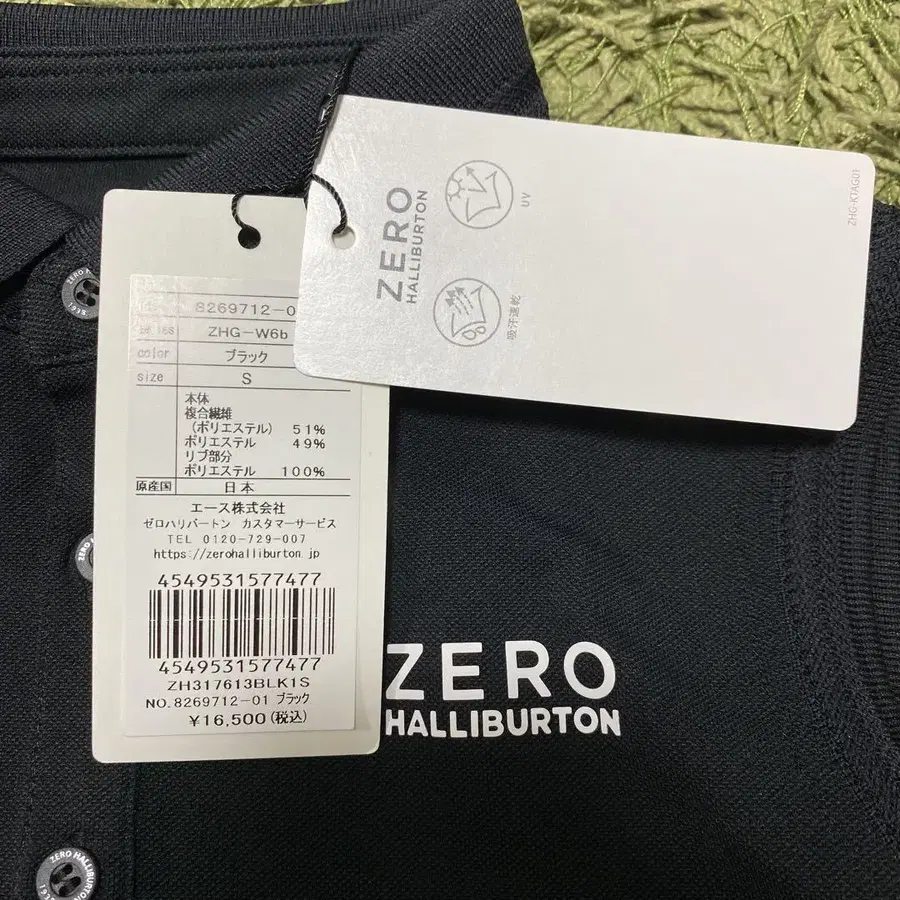 8269712-0
series ZHG-W6b
color ブラック
size S
本体
複合繊維
(ポリエステル) 51%
ポリエステル 49%
リブ部分
ポリエステル 100%
原産国 日本
エース株式会社
ゼロハリバートン カスタマーサービス
TEL 0120-729-007
https://zerohalliburton.jp
4549531577477
4549531577477
ZH317613BLK1S
NO.8269712-01 ブラック
¥16,500(税込)
ZERO
HALLIBURTON
UV
吸汗速乾
ZHG-KTAG01
ZERO
HALLIBURTON
ZERO HALLIBURTON